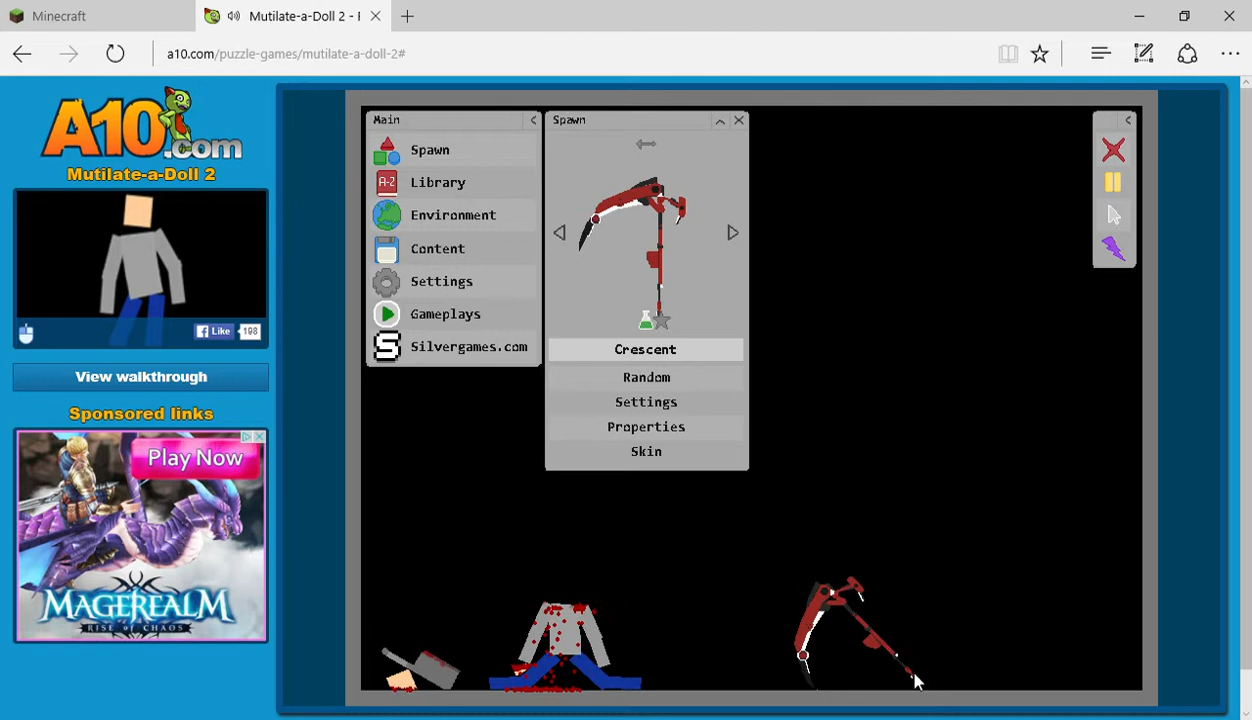 Minecraft
Mutilate-a-Doll 2 - F
a10.com/puzzle-games/mutilate-a-doll-2#
A10
.com
Mutilate-a-Doll 2
Like 198
View walkthrough
Sponsored links
Play Now
MAGEREALM
RISE OF CHAOS
Main
Spawn
A-Z Library
Environment
Content
Settings
Gameplays
S Silvergames.com
Spawn
Crescent
Random
Settings
Properties
Skin